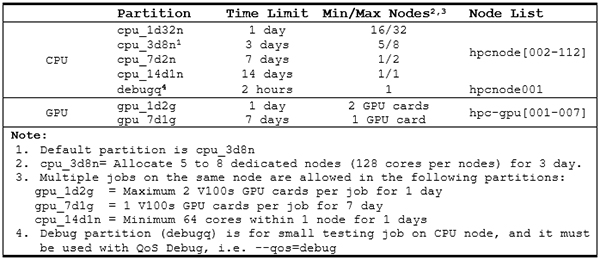 Partition Time Limit Min/Max Nodes2,3 Node List
CPU
cpu_1d32n 1 day 16/32
cpu_3d8n1 3 days 5/8
cpu_7d2n 7 days 1/2
cpu_14d1n 14 days 1/1
hpcnode[002-112]
debugq4 2 hours 1 hpcnode001
GPU
gpu_1d2g 1 day 2 GPU cards
gpu_7d1g 7 days 1 GPU card
hpc-gpu[001-007]
Note:
1. Default partition is cpu_3d8n
2. cpu_3d8n= Allocate 5 to 8 dedicated nodes (128 cores per nodes) for 3 day.
3. Multiple jobs on the same node are allowed in the following partitions:
gpu_1d2g = Maximum 2 V100s GPU cards per job for 1 day
gpu_7d1g = 1 V100s GPU cards per job for 7 day
cpu_14d1n = Minimum 64 cores within 1 node for 1 days
4. Debug partition (debugq) is for small testing job on CPU node, and it must
be used with QoS Debug, i.e. --qos=debug